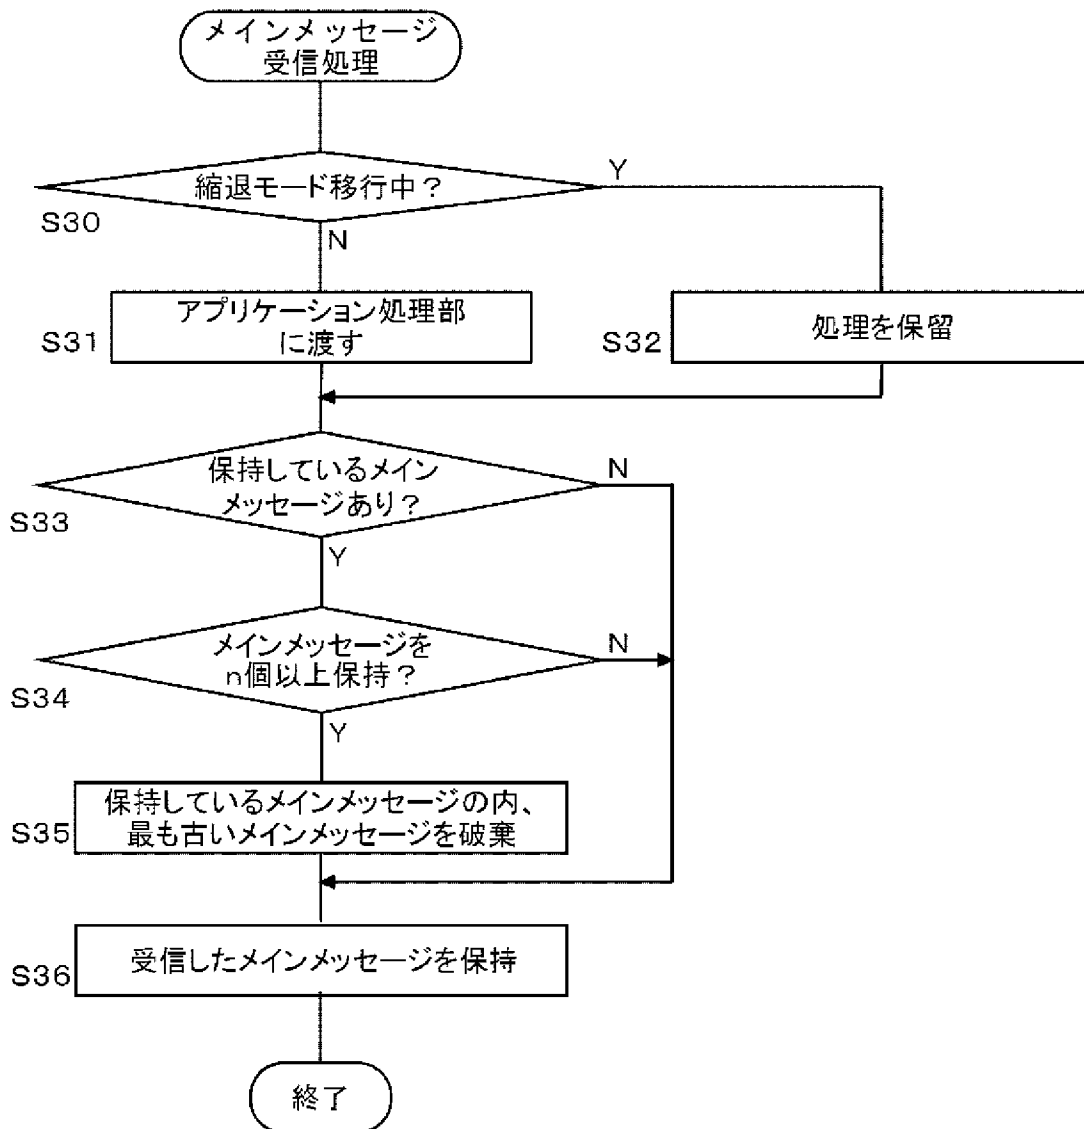 メインメッセージ
受信処理
縮退モード移行中？
Y
S30
N
アプリケーション処理部
に渡す
S31
処理を保留
S32
保持しているメイン
メッセージあり？
N
S33
Y
メインメッセージを
n個以上保持？
N
S34
Y
保持しているメインメッセージの内、
最も古いメインメッセージを破棄
S35
受信したメインメッセージを保持
S36
終了